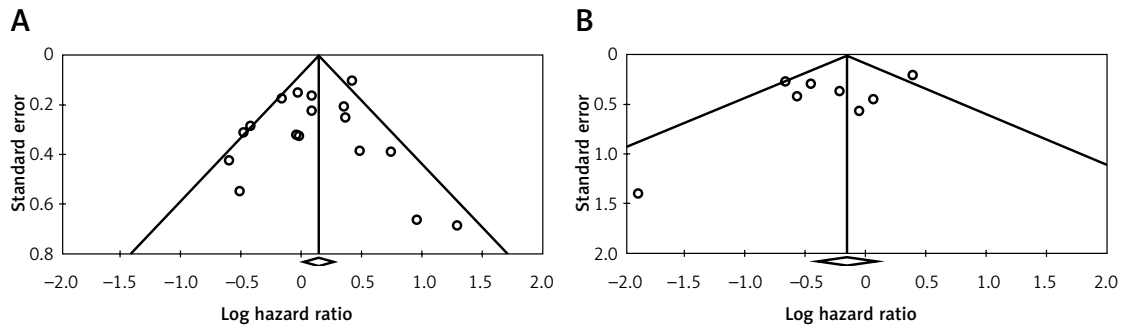 A
Standard error
0
0.2
0.4
0.6
0.8
−2.0 −1.5 −1.0 −0.5 0 0.5 1.0 1.5 2.0
Log hazard ratio
B
Standard error
0
0.5
1.0
1.5
2.0
−2.0 −1.5 −1.0 −0.5 0 0.5 1.0 1.5 2.0
Log hazard ratio